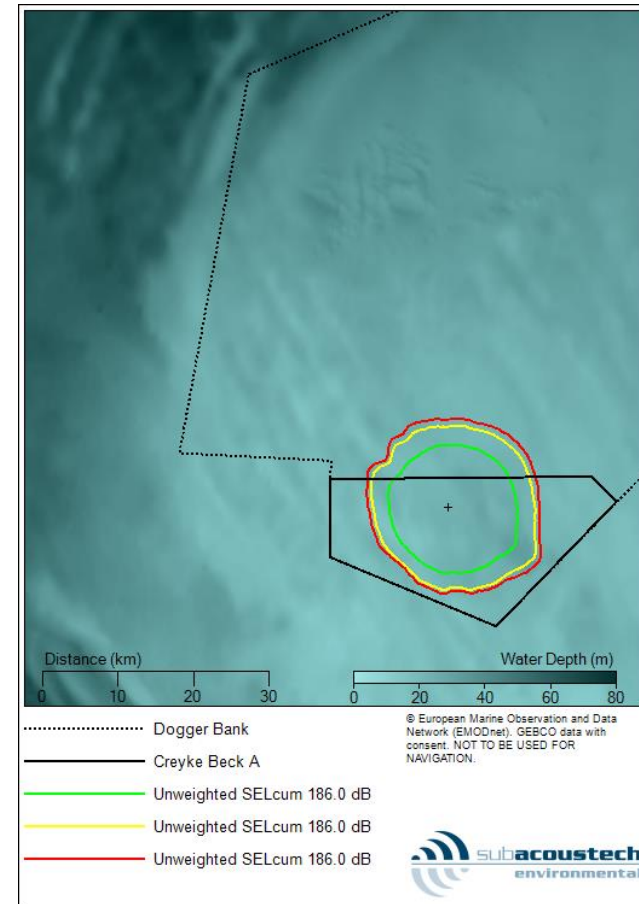 Distance (km)
0 10 20 30
Water Depth (m)
0 20 40 60 80
Dogger Bank
Creyke Beck A
Unweighted SELcum 186.0 dB
Unweighted SELcum 186.0 dB
Unweighted SELcum 186.0 dB
© European Marine Observation and Data
Network (EMODnet). GEBCO data with
consent. NOT TO BE USED FOR
NAVIGATION.
subacoustech
environmental